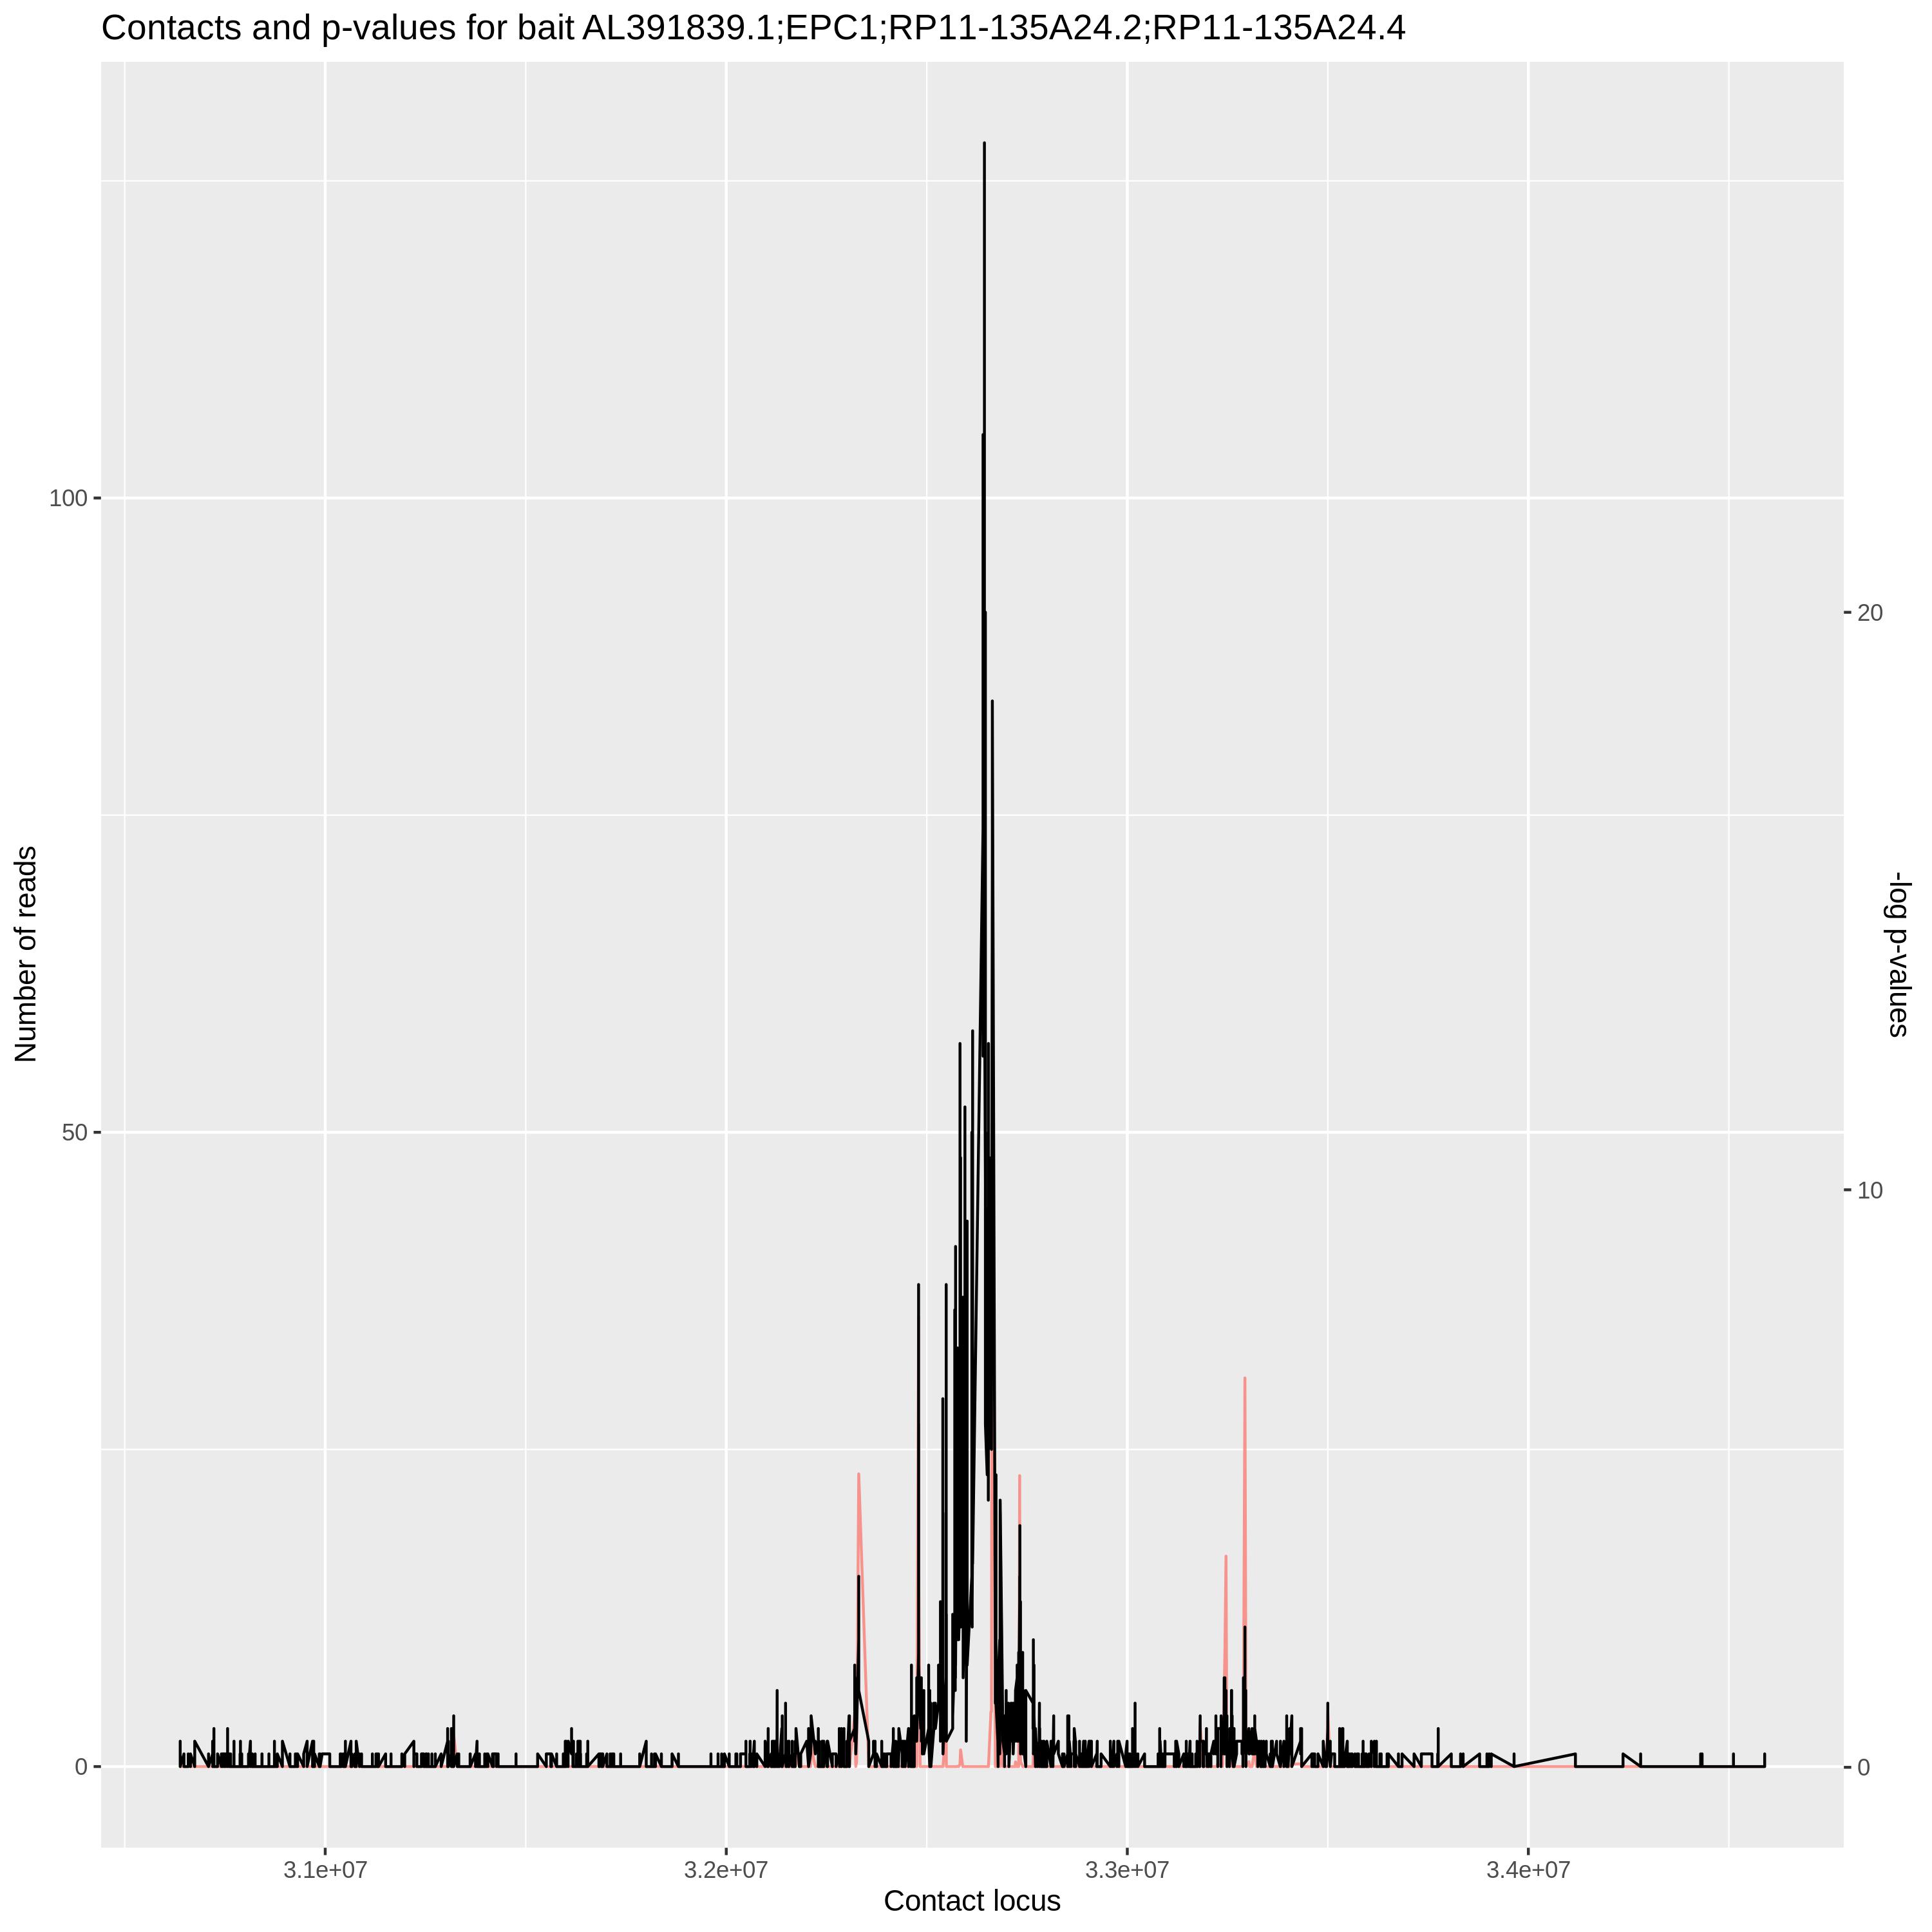 Contacts and p-values for bait AL391839.1;EPC1;RP11-135A24.2;RP11-135A24.4
100
50
0
Number of reads
20
10
0
-log p-values
3.1e+07
3.2e+07
3.3e+07
3.4e+07
Contact locus